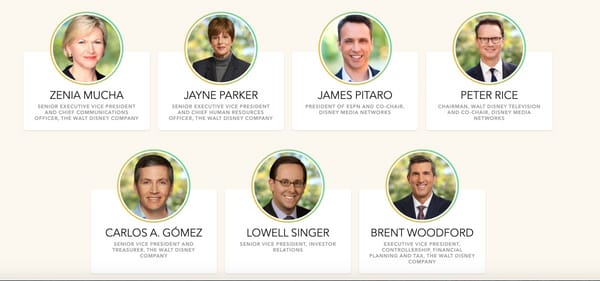 ZENIA MUCHA
SENIOR EXECUTIVE VICE PRESIDENT
AND CHIEF COMMUNICATIONS
OFFICER, THE WALT DISNEY COMPANY
JAYNE PARKER
SENIOR EXECUTIVE VICE PRESIDENT
AND CHIEF HUMAN RESOURCES
OFFICER, THE WALT DISNEY COMPANY
JAMES PITARO
PRESIDENT OF ESPN AND CO-CHAIR,
DISNEY MEDIA NETWORKS
PETER RICE
CHAIRMAN, WALT DISNEY TELEVISION
AND CO-CHAIR, DISNEY MEDIA
NETWORKS
CARLOS A. GÓMEZ
SENIOR VICE PRESIDENT AND
TREASURER, THE WALT DISNEY
COMPANY
LOWELL SINGER
SENIOR VICE PRESIDENT, INVESTOR
RELATIONS
BRENT WOODFORD
EXECUTIVE VICE PRESIDENT,
CONTROLLERSHIP, FINANCIAL
PLANNING AND TAX, THE WALT DISNEY
COMPANY